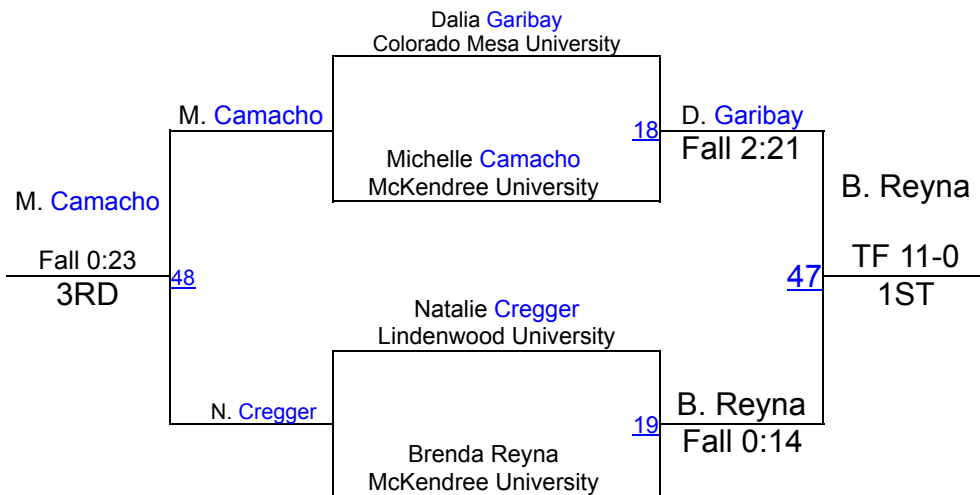 Dalia Garibay
Colorado Mesa University
M. Camacho
18
D. Garibay
Fall 2:21
Michelle Camacho
McKendree University
M. Camacho
Fall 0:23
3RD
48
B. Reyna
TF 11-0
1ST
47
Natalie Cregger
Lindenwood University
N. Cregger
19
B. Reyna
Fall 0:14
Brenda Reyna
McKendree University